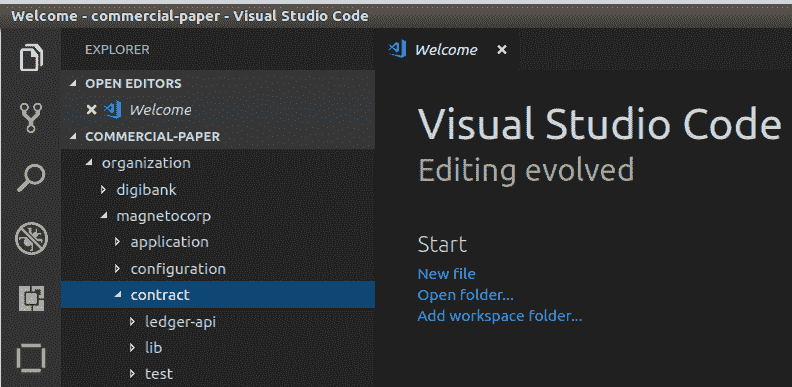 Welcome - commercial-paper - Visual Studio Code
EXPLORER
OPEN EDITORS
Welcome
COMMERCIAL-PAPER
organization
digibank
magnetocorp
application
configuration
contract
ledger-api
lib
test
Welcome
Visual Studio Code
Editing evolved
Start
New file
Open folder...
Add workspace folder...